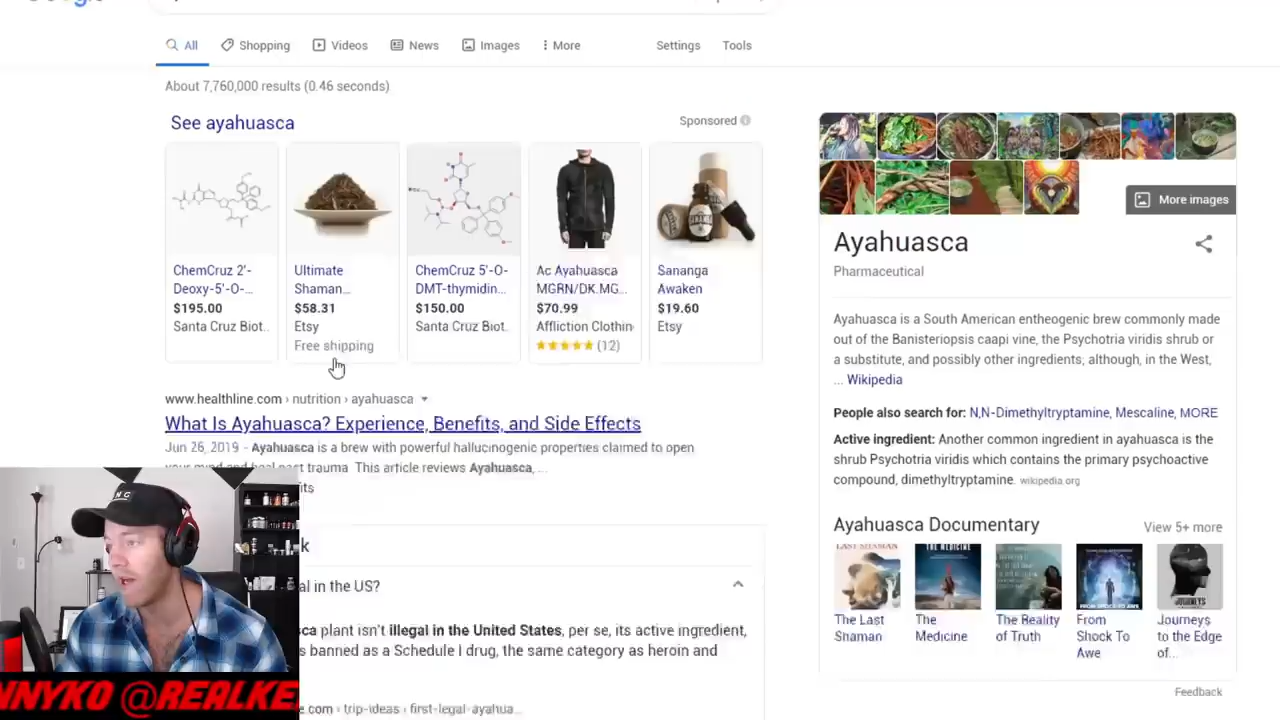 All
Shopping
Videos
News
Images
More
Settings
Tools
About 7,760,000 results (0.46 seconds)
See ayahuasca
Sponsored
ChemCruz 2'-
Deoxy-5'-O-...
$195.00
Santa Cruz Biot..
Ultimate
Shaman...
$58.31
Etsy
Free shipping
ChemCruz 5'-O-
DMT-thymidin...
$150.00
Santa Cruz Biot..
Ac Ayahuasca
MGRN/DK.MG...
$70.99
Affliction Clothin
(12)
Sananga
Awaken
$19.60
Etsy
www.healthline.com › nutrition › ayahuasca
What Is Ayahuasca? Experience, Benefits, and Side Effects
Jun 26, 2019 - Ayahuasca is a brew with powerful hallucinogenic properties claimed to open
your mind and heal past trauma This article reviews Ayahuasca, ...
al in the US?
plant isn't illegal in the United States, per se, its active ingredient,
banned as a Schedule I drug, the same category as heroin and
.com › trip-ideas › first-legal-ayahua...
More images
Ayahuasca
Pharmaceutical
Ayahuasca is a South American entheogenic brew commonly made
out of the Banisteriopsis caapi vine, the Psychotria viridis shrub or
a substitute, and possibly other ingredients; although, in the West,
... Wikipedia
People also search for: N,N-Dimethyltryptamine, Mescaline, MORE
Active ingredient: Another common ingredient in ayahuasca is the
shrub Psychotria viridis which contains the primary psychoactive
compound, dimethyltryptamine. wikipedia.org
Ayahuasca Documentary
View 5+ more
LAST SHAMAN
THE MEDICINE
FROM SHOCK TO AWE
JOURNEYS
The Last
Shaman
The
Medicine
The Reality
of Truth
From
Shock To
Awe
Journeys
to the Edge
of...
Feedback
NNYKO @REALKE